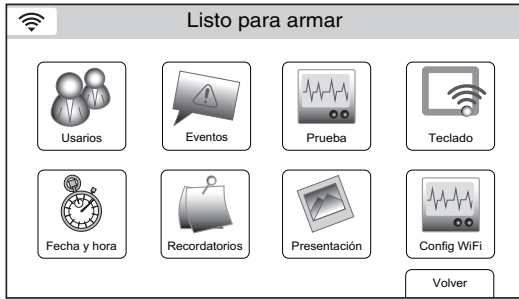 Listo para armar
Usarios
Eventos
Prueba
Teclado
Fecha y hora
Recordatorios
Presentación
Config WiFi
Volver